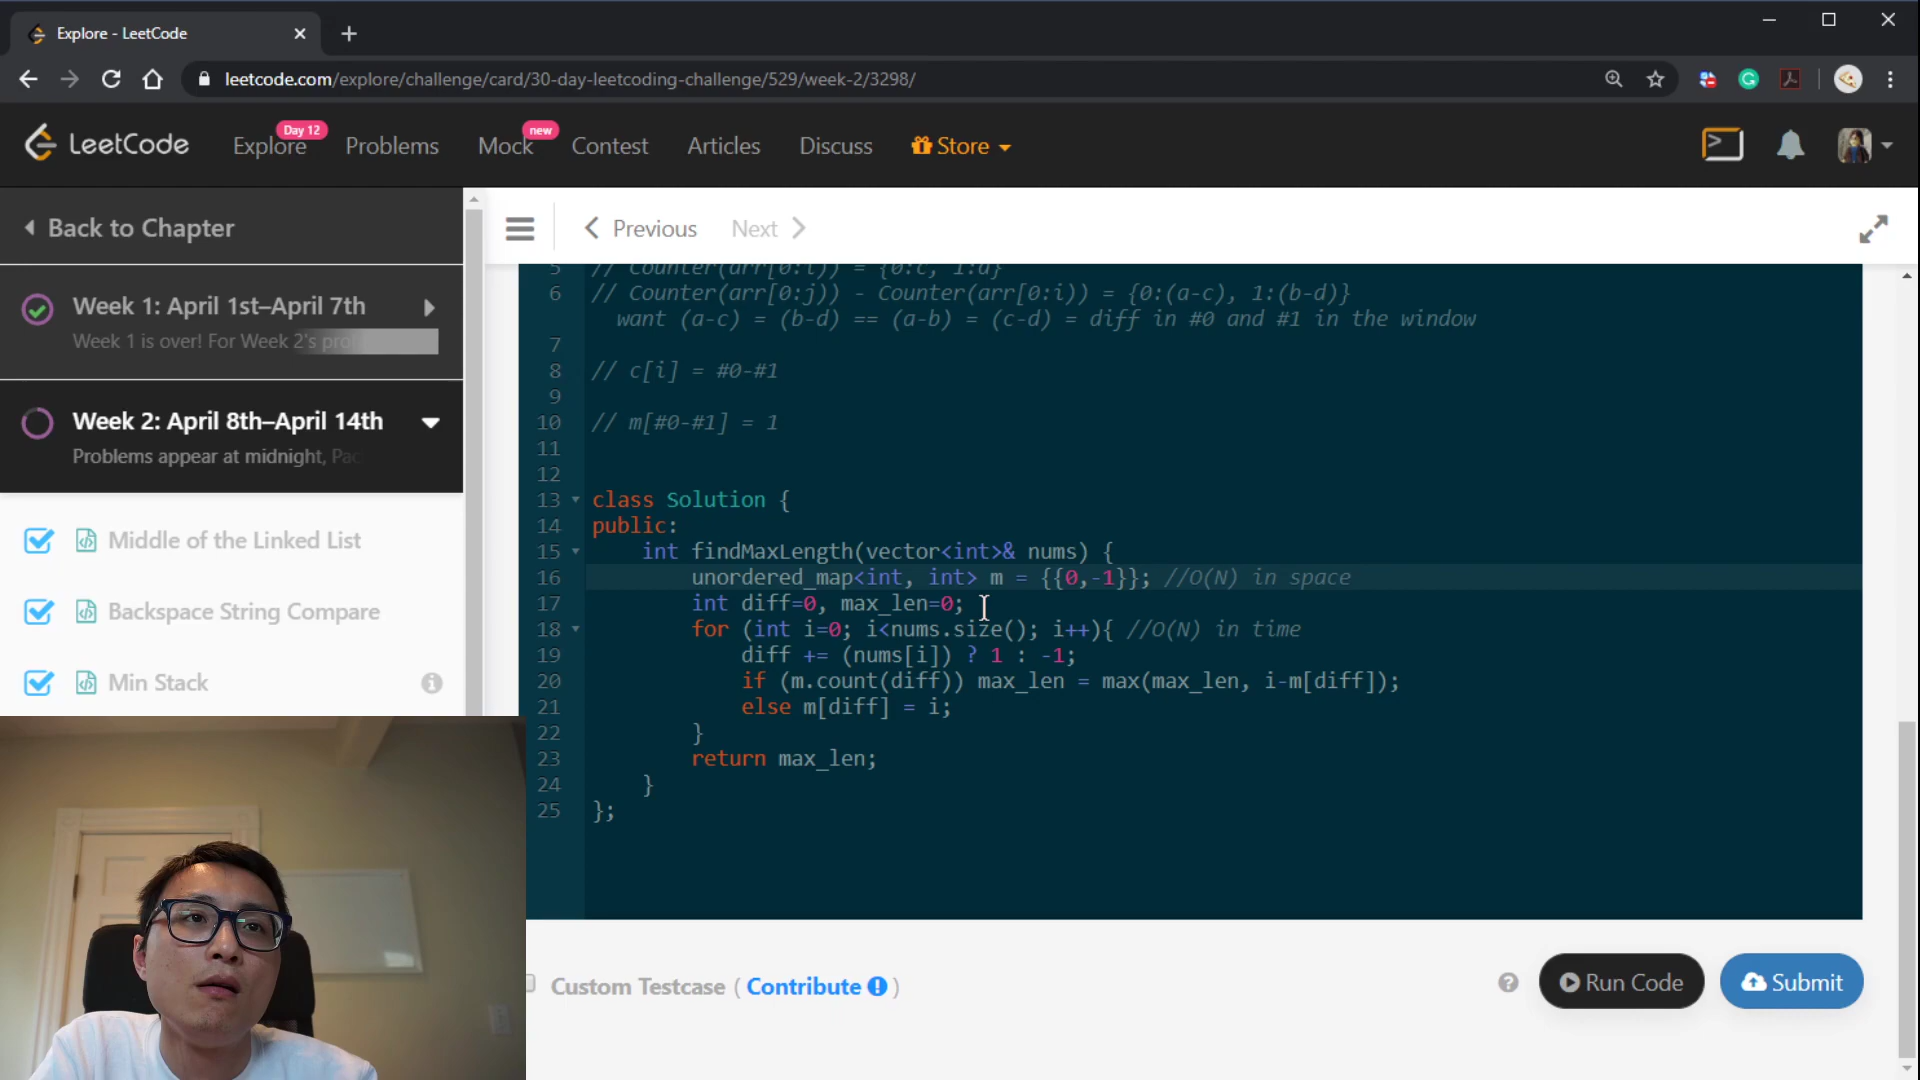 Explore - LeetCode
leetcode.com/explore/challenge/card/30-day-leetcoding-challenge/529/week-2/3298/
LeetCode
Explore
Day 12
Problems
Mock
new
Contest
Articles
Discuss
Store
Back to Chapter
Previous
Next
Week 1: April 1st–April 7th
Week 1 is over! For Week 2's pro
Week 2: April 8th–April 14th
Problems appear at midnight, Pac
Middle of the Linked List
Backspace String Compare
Min Stack
5 // Counter(arr[0:i)) = {0:c, 1:d}
6 // Counter(arr[0:j)) - Counter(arr[0:i)) = {0:(a-c), 1:(b-d)}
want (a-c) = (b-d) == (a-b) = (c-d) = diff in #0 and #1 in the window
7
8 // c[i] = #0-#1
9
10 // m[#0-#1] = 1
11
12
13 class Solution {
14 public:
15 int findMaxLength(vector<int>& nums) {
16 unordered_map<int, int> m = {{0,-1}}; //O(N) in space
17 int diff=0, max_len=0;
18 for (int i=0; i<nums.size(); i++){ //O(N) in time
19 diff += (nums[i]) ? 1 : -1;
20 if (m.count(diff)) max_len = max(max_len, i-m[diff]);
21 else m[diff] = i;
22 }
23 return max_len;
24 }
25 };
Custom Testcase ( Contribute )
Run Code
Submit